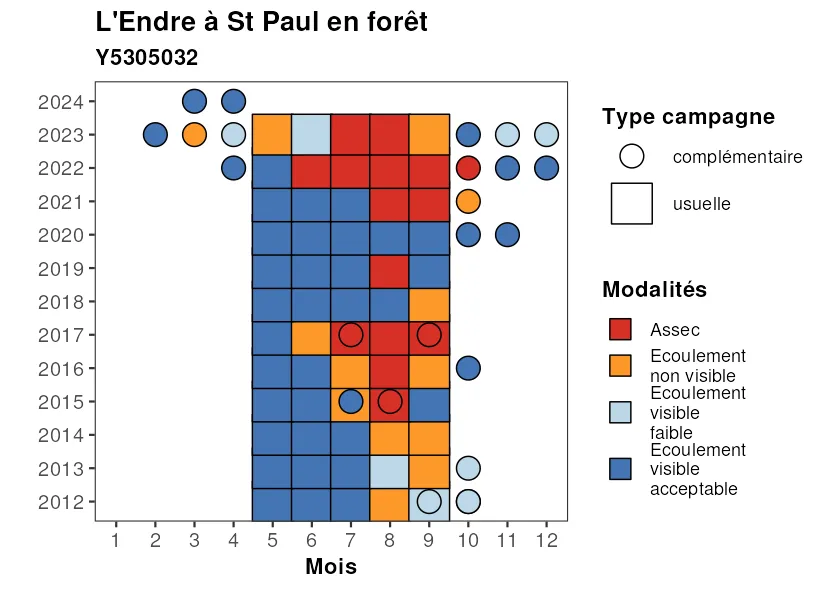 L'Endre à St Paul en forêt
Y5305032
2024
2023
2022
2021
2020
2019
2018
2017
2016
2015
2014
2013
2012
1 2 3 4 5 6 7 8 9 10 11 12
Mois
Type campagne
complémentaire
usuelle
Modalités
Assec
Ecoulement
non visible
Ecoulement
visible
faible
Ecoulement
visible
acceptable